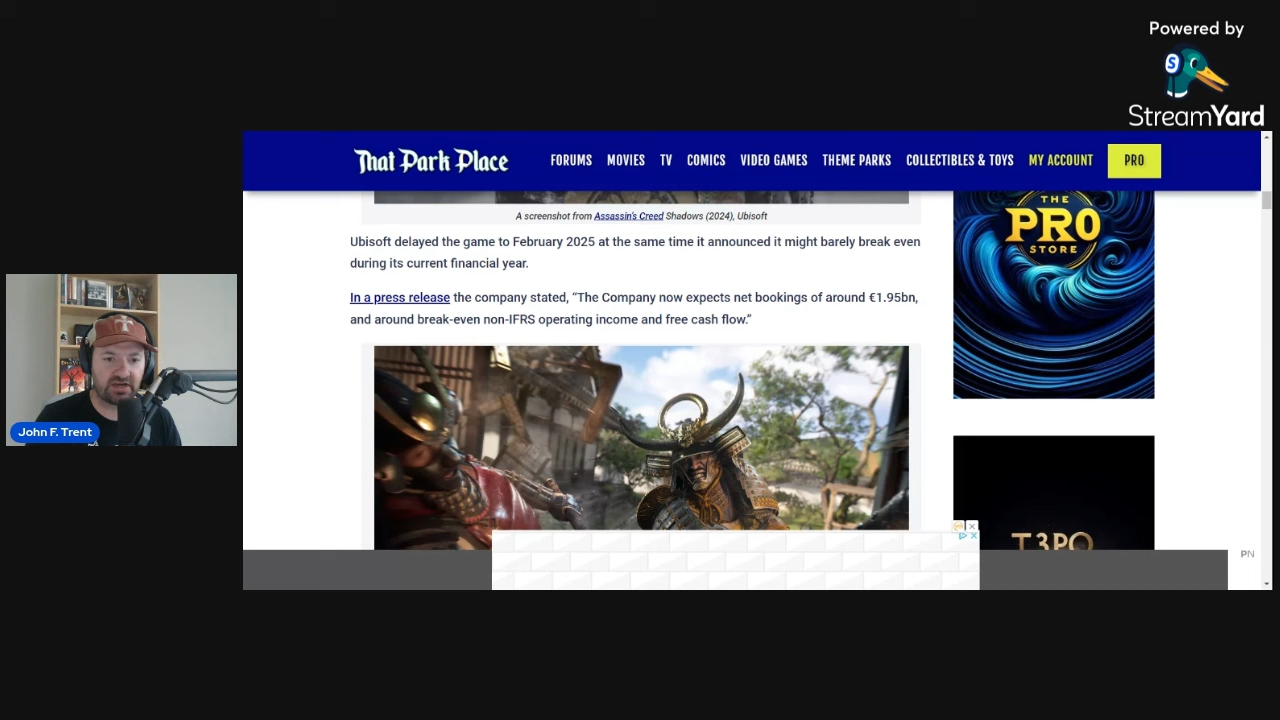 Powered by
StreamYard
That Park Place
FORUMS MOVIES TV COMICS VIDEO GAMES THEME PARKS COLLECTIBLES & TOYS MY ACCOUNT PRO
A screenshot from Assassin's Creed Shadows (2024), Ubisoft
Ubisoft delayed the game to February 2025 at the same time it announced it might barely break even
during its current financial year.
In a press release the company stated, “The Company now expects net bookings of around €1.95bn,
and around break-even non-IFRS operating income and free cash flow.”
THE
PRO
STORE
T3PO
PN
John F. Trent